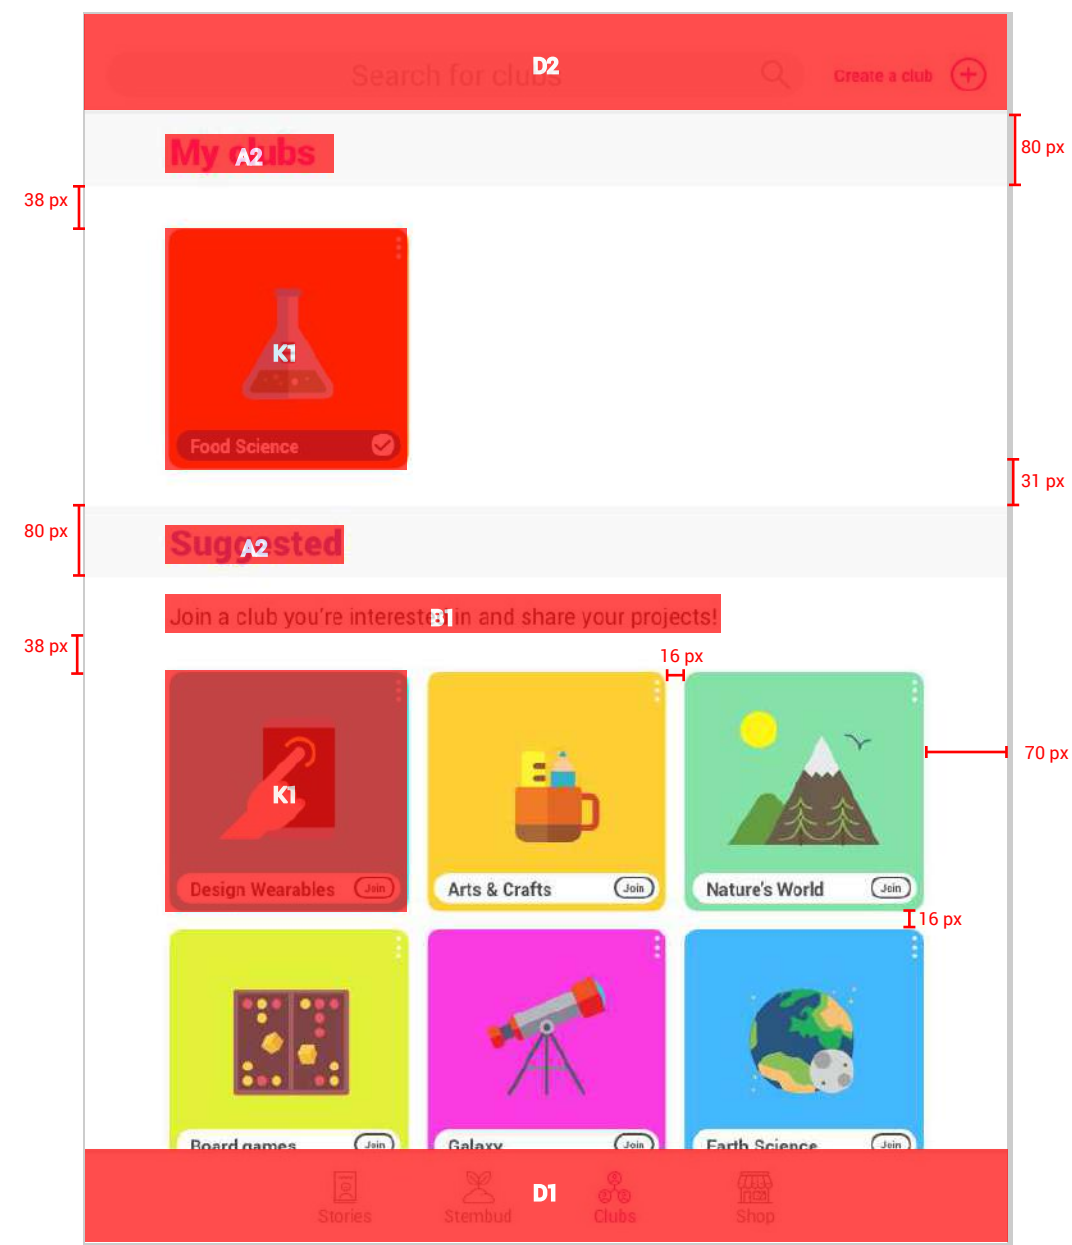 Search for clubs
D2
Create a club
80 px
My clubs
A2
38 px
K1
Food Science
31 px
80 px
Suggested
A2
Join a club you're interested in and share your projects!
B1
38 px
16 px
70 px
K1
Design Wearables Join
Arts & Crafts Join
Nature's World Join
16 px
Board games Join
Galaxy Join
Earth Science Join
D1
Stories
Stembud
Clubs
Shop